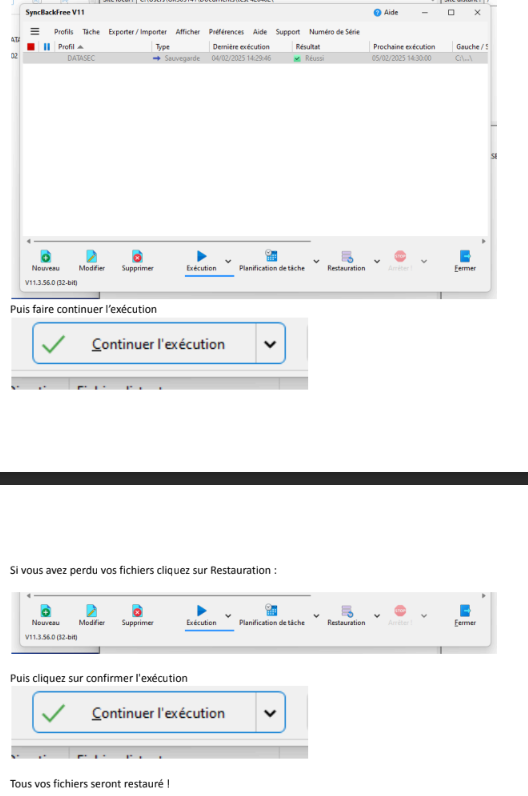 SyncBackFree V11
Aide
Profils Tâche Exporter / Importer Afficher Préférences Aide Support Numéro de Série
Profil Type Dernière exécution Résultat Prochaine exécution Gauche / S
DATASEC Sauvegarde 04/02/2025 14:29:46 Réussi 05/02/2025 14:30:00 C:\...\
Nouveau Modifier Supprimer Exécution Planification de tâche Restauration Arrêter ! Fermer
V11.3.56.0 (32-bit)
Puis faire continuer l'exécution
Continuer l'exécution
Si vous avez perdu vos fichiers cliquez sur Restauration :
Nouveau Modifier Supprimer Exécution Planification de tâche Restauration Arrêter ! Fermer
V11.3.56.0 (32-bit)
Puis cliquez sur confirmer l'exécution
Continuer l'exécution
Tous vos fichiers seront restauré !